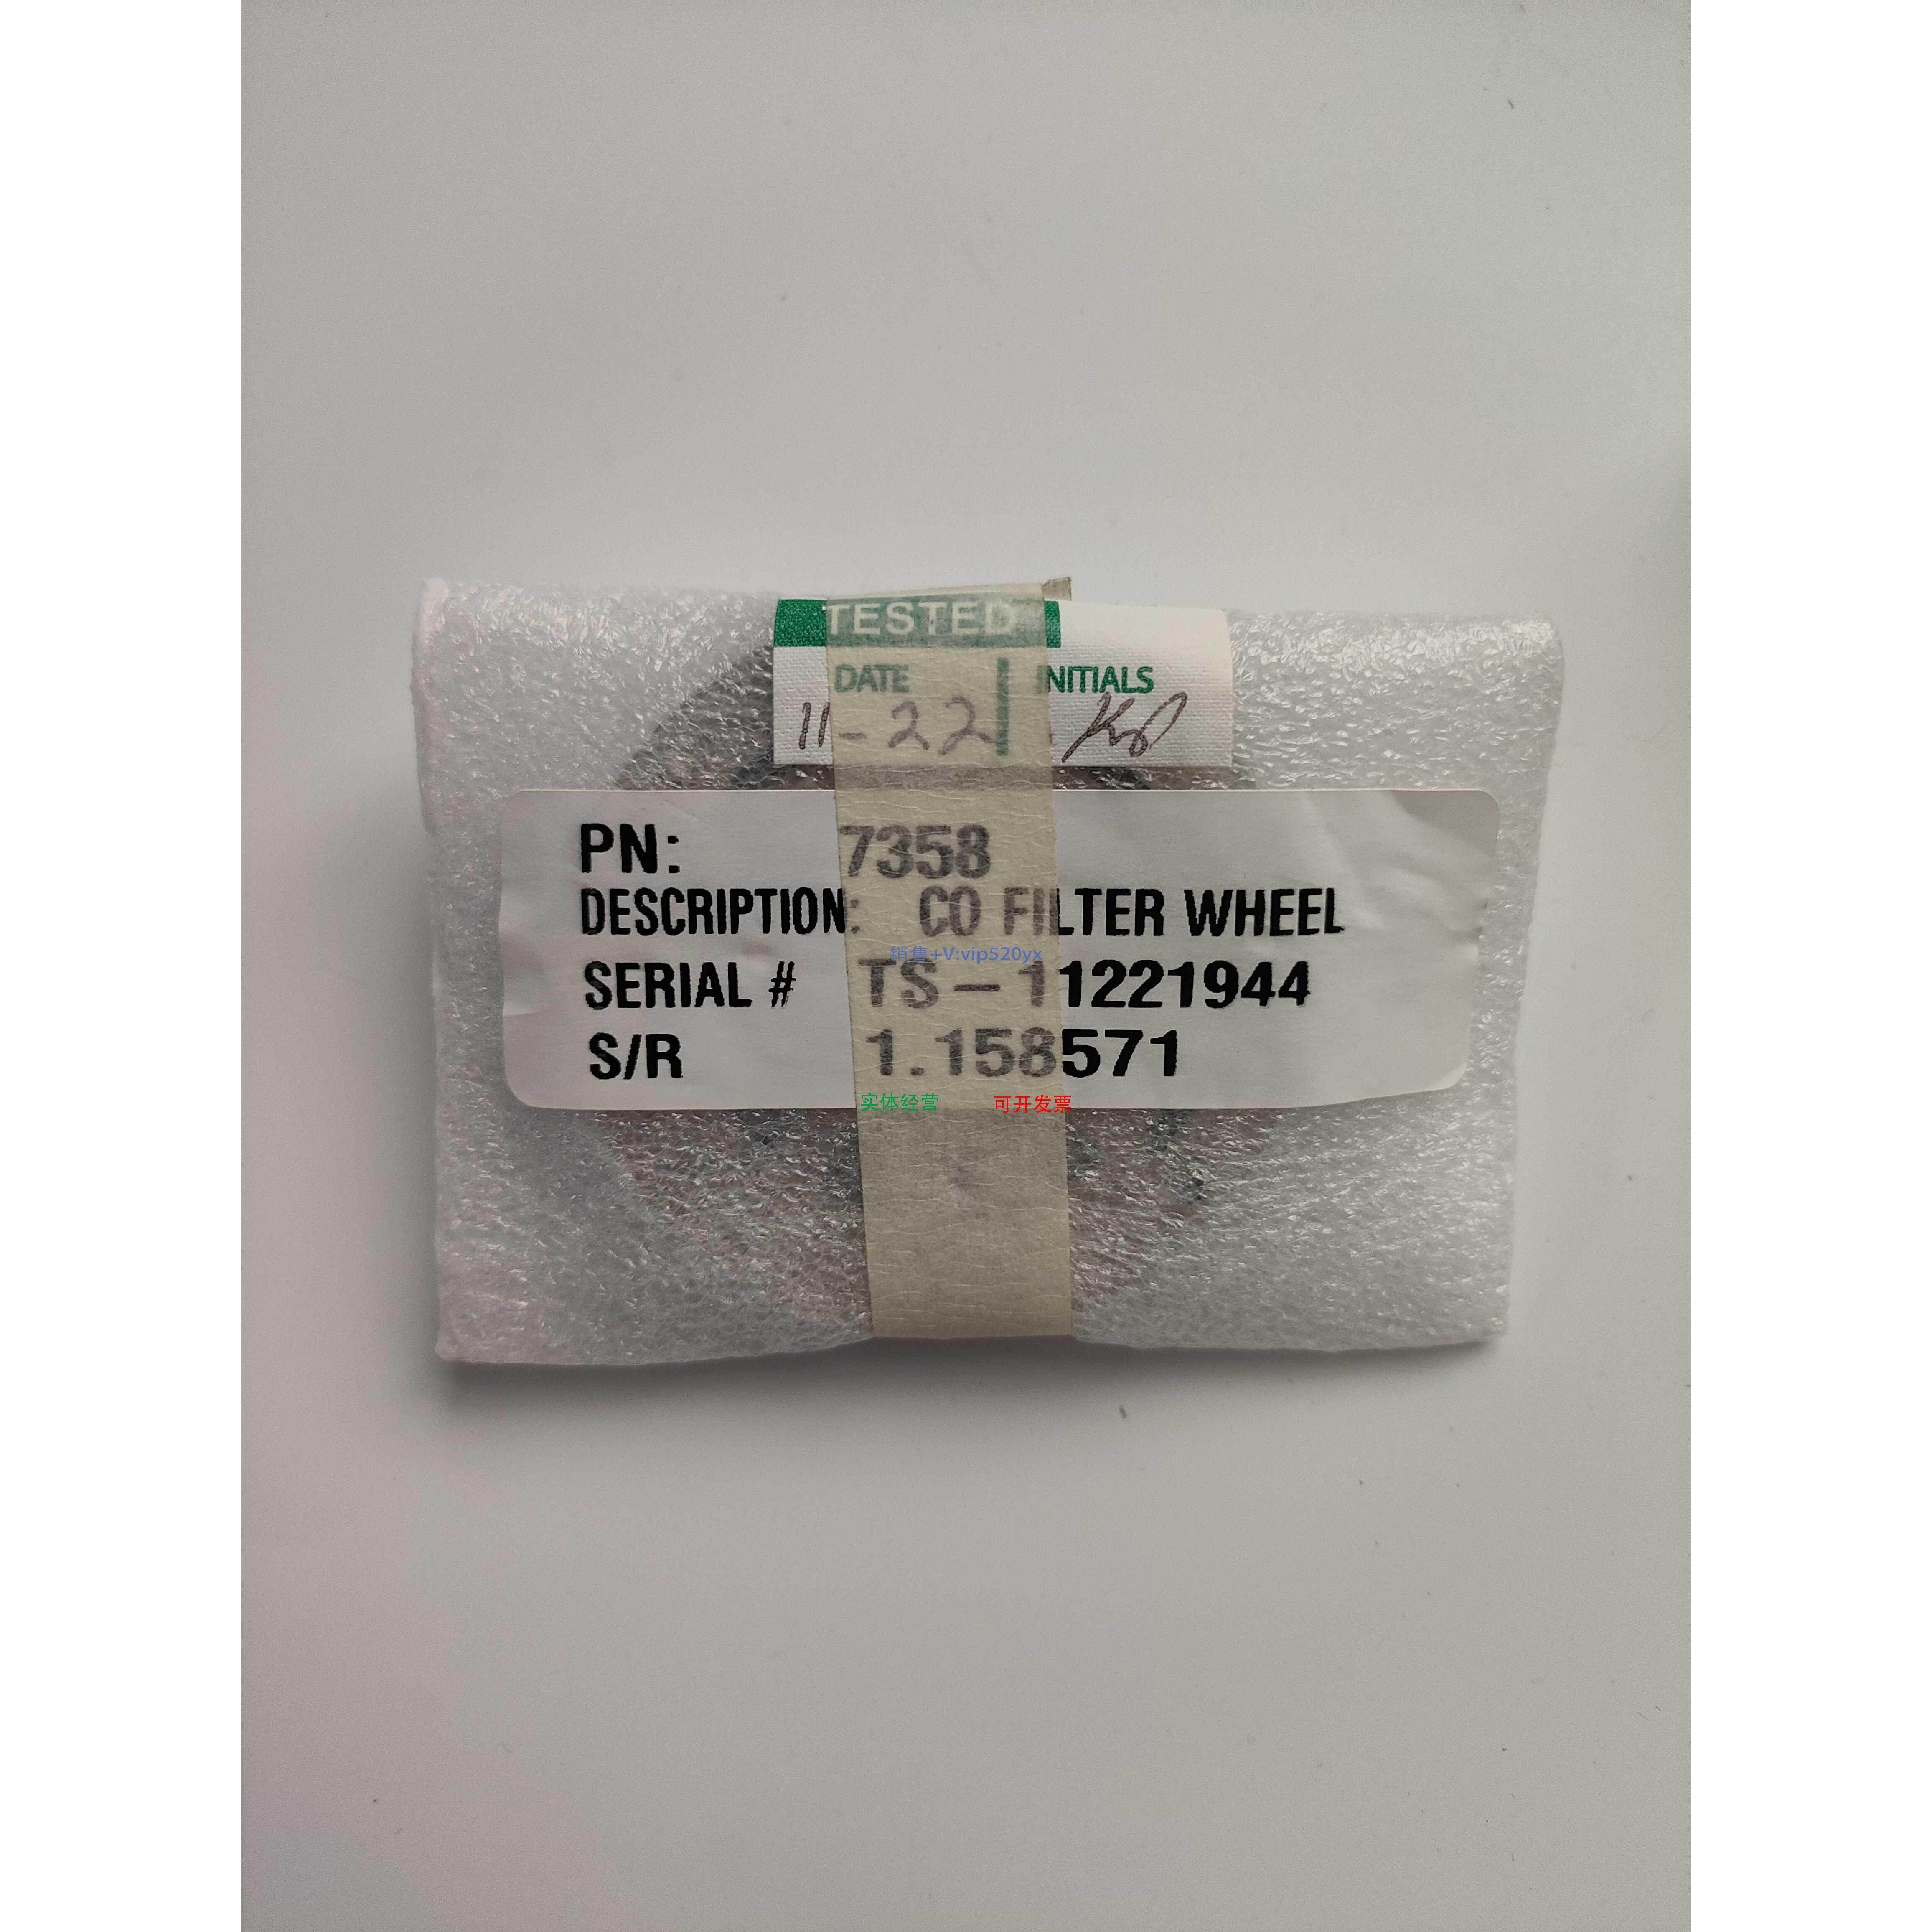 TESTED
DATE INITIALS
11-22
PN: 7358
DESCRIPTION: CO FILTER WHEEL
销售+V:vip520yx
SERIAL # TS-11221944
S/R 1.158571
实体经营 可开发票